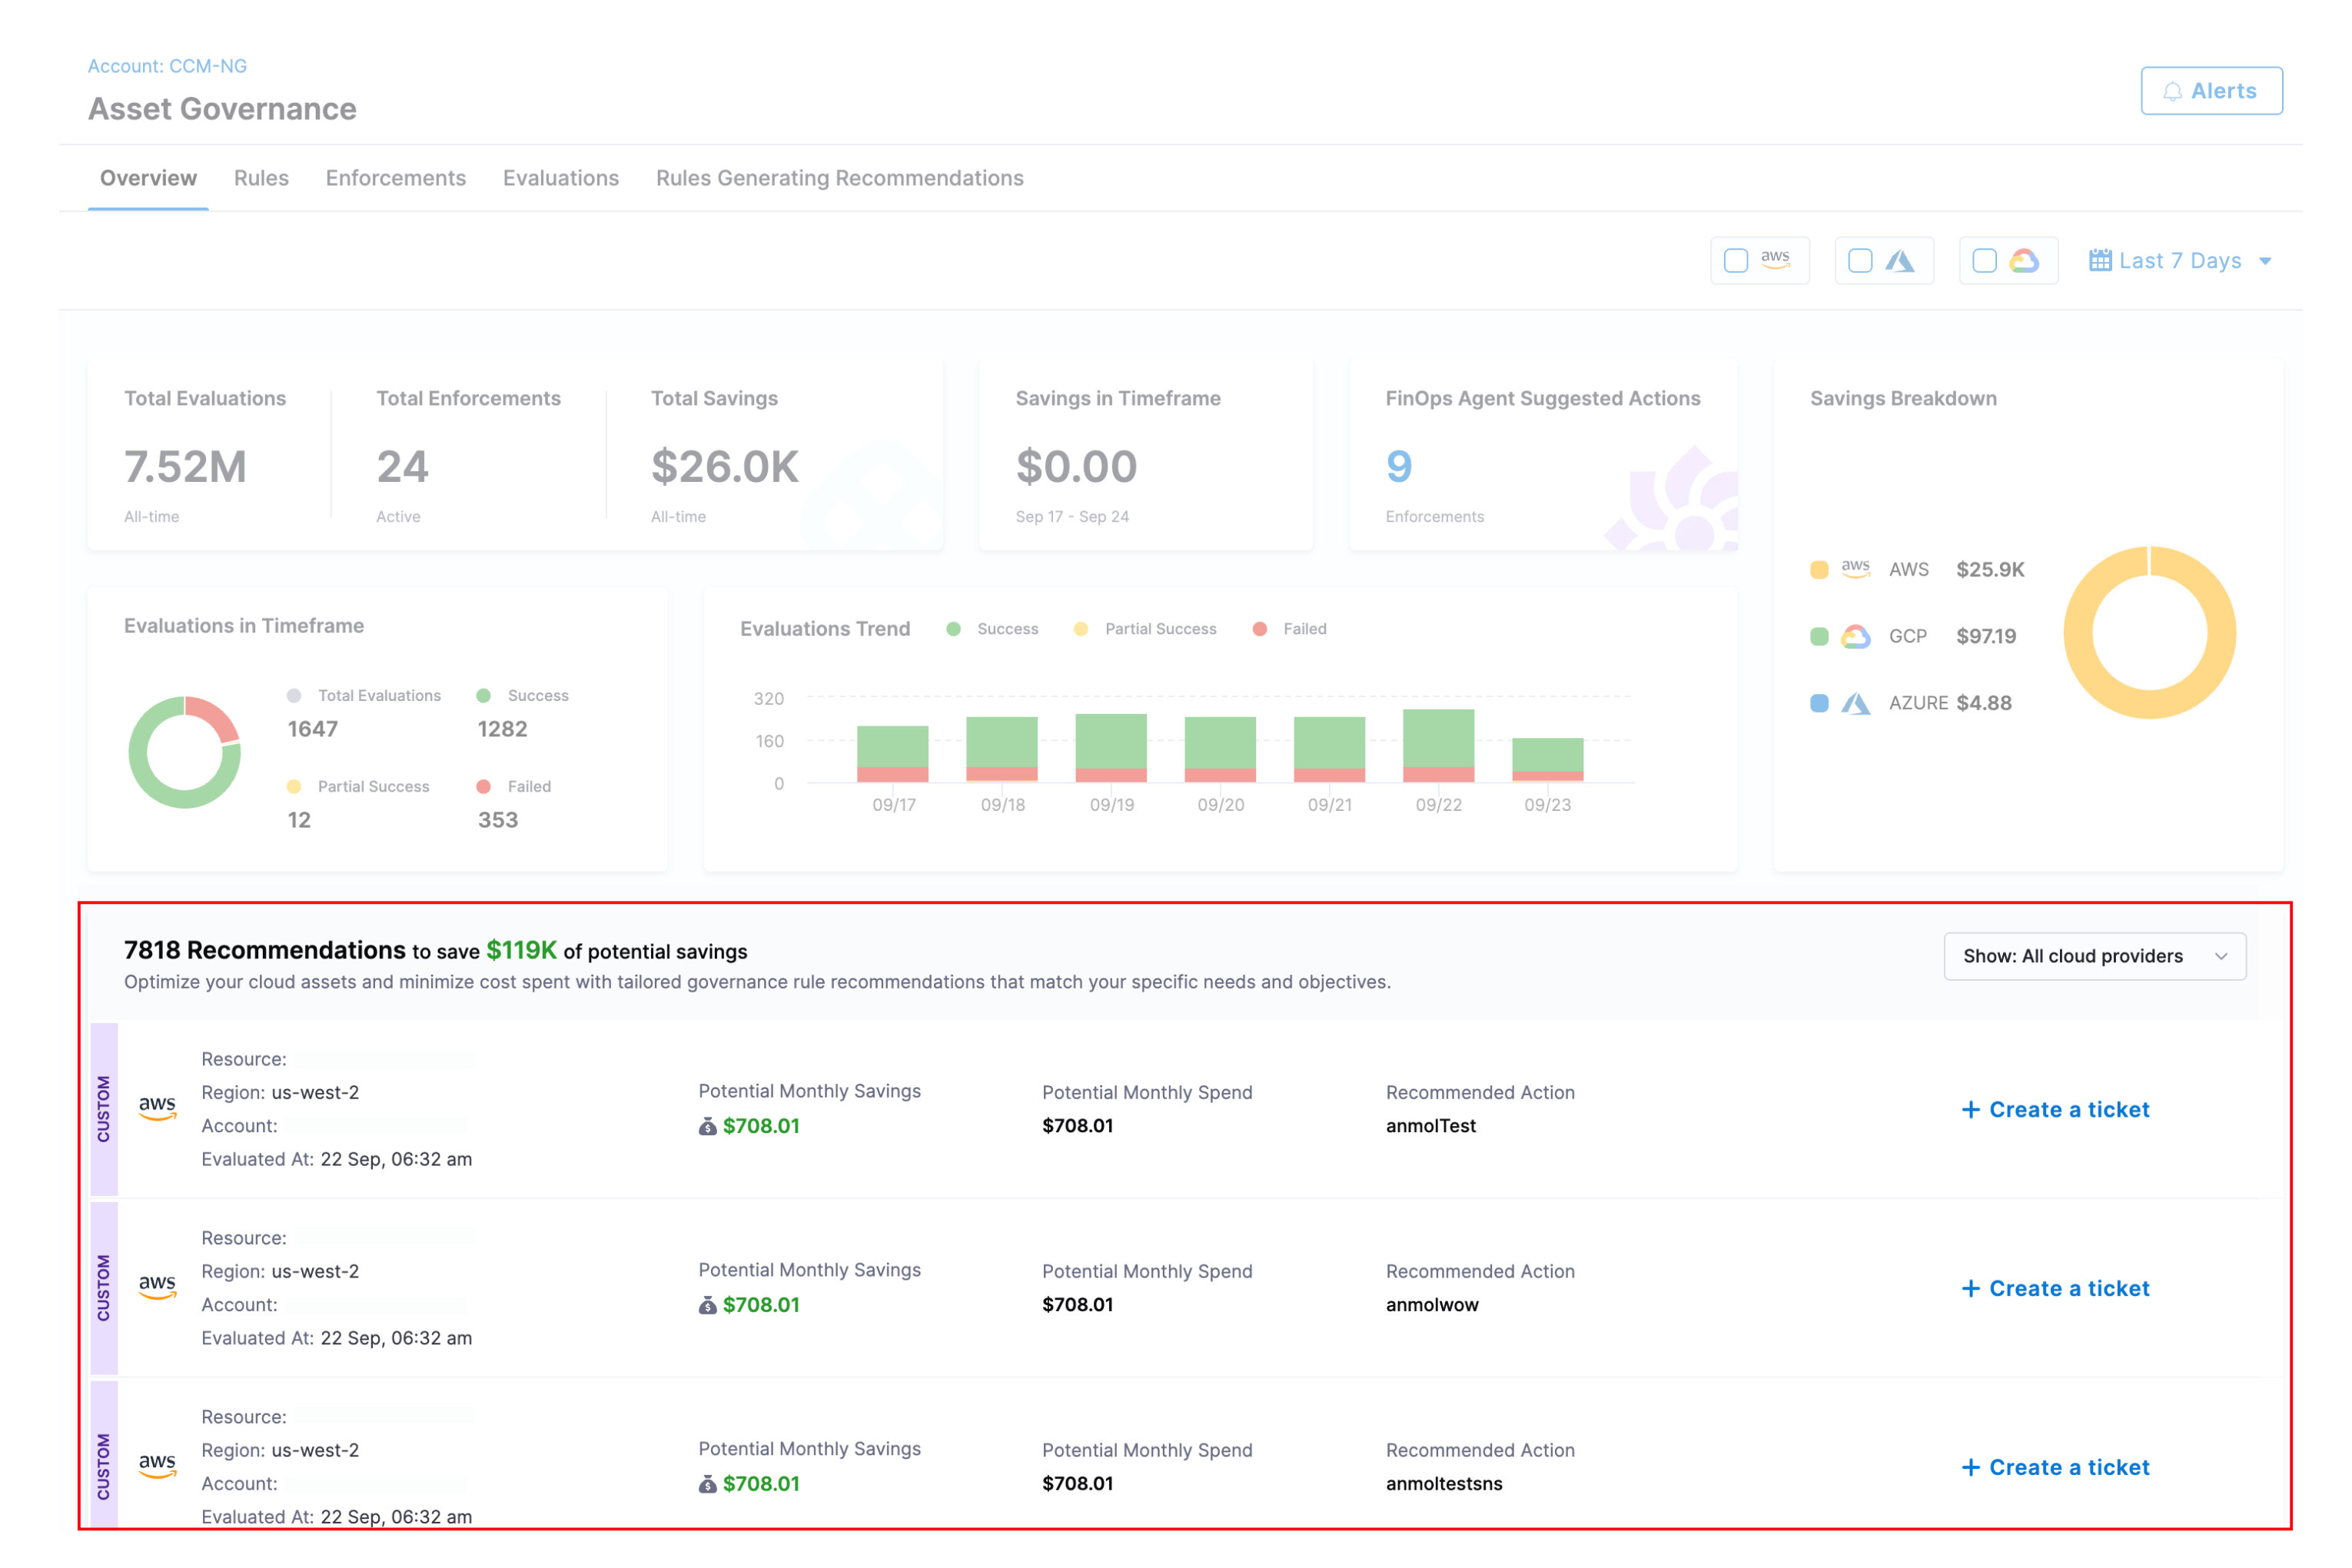 Account: CCM-NG
Asset Governance
Alerts
Overview Rules Enforcements Evaluations Rules Generating Recommendations
aws Last 7 Days
Total Evaluations
7.52M
All-time
Total Enforcements
24
Active
Total Savings
$26.0K
All-time
Savings in Timeframe
$0.00
Sep 17 - Sep 24
FinOps Agent Suggested Actions
9
Enforcements
Savings Breakdown
aws AWS $25.9K
GCP $97.19
AZURE $4.88
Evaluations in Timeframe
Total Evaluations
1647
Success
1282
Partial Success
12
Failed
353
Evaluations Trend Success Partial Success Failed
320
160
0
09/17 09/18 09/19 09/20 09/21 09/22 09/23
7818 Recommendations to save $119K of potential savings
Optimize your cloud assets and minimize cost spent with tailored governance rule recommendations that match your specific needs and objectives.
Show: All cloud providers
CUSTOM
aws
Resource:
Region: us-west-2
Account:
Evaluated At: 22 Sep, 06:32 am
Potential Monthly Savings
$708.01
Potential Monthly Spend
$708.01
Recommended Action
anmolTest
+ Create a ticket
CUSTOM
aws
Resource:
Region: us-west-2
Account:
Evaluated At: 22 Sep, 06:32 am
Potential Monthly Savings
$708.01
Potential Monthly Spend
$708.01
Recommended Action
anmolwow
+ Create a ticket
CUSTOM
aws
Resource:
Region: us-west-2
Account:
Evaluated At: 22 Sep, 06:32 am
Potential Monthly Savings
$708.01
Potential Monthly Spend
$708.01
Recommended Action
anmoltestsns
+ Create a ticket